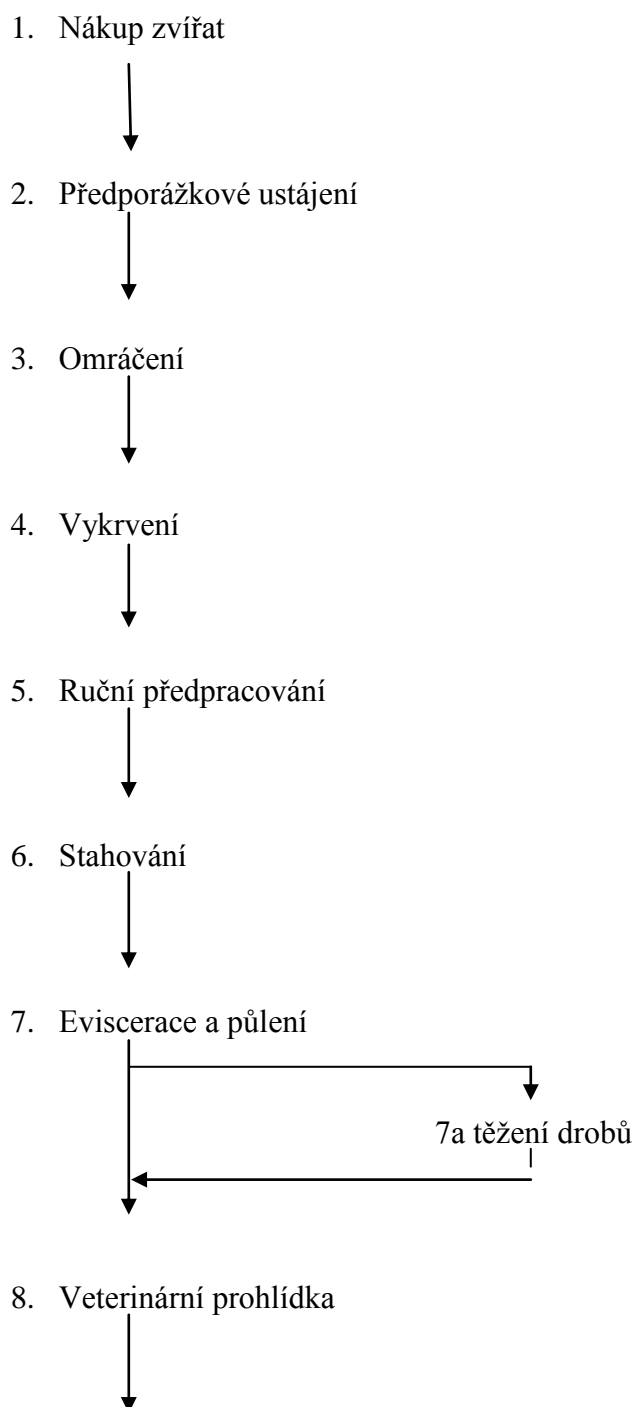 1. Nákup zvířat
2. Předporážkové ustájení
3. Omráčení
4. Vykrvení
5. Ruční předpracování
6. Stahování
7. Eviscerace a půlení
7a těžení drobů
8. Veterinární prohlídka